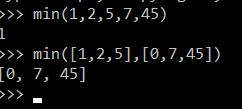 >>> min(1,2,5,7,45)
1
>>> min([1,2,5],[0,7,45])
[0, 7, 45]
>>>